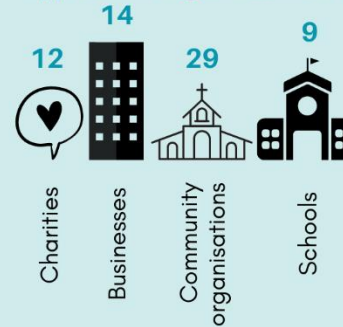 14
9
12
29
Charities
Businesses
Community
organisations
Schools